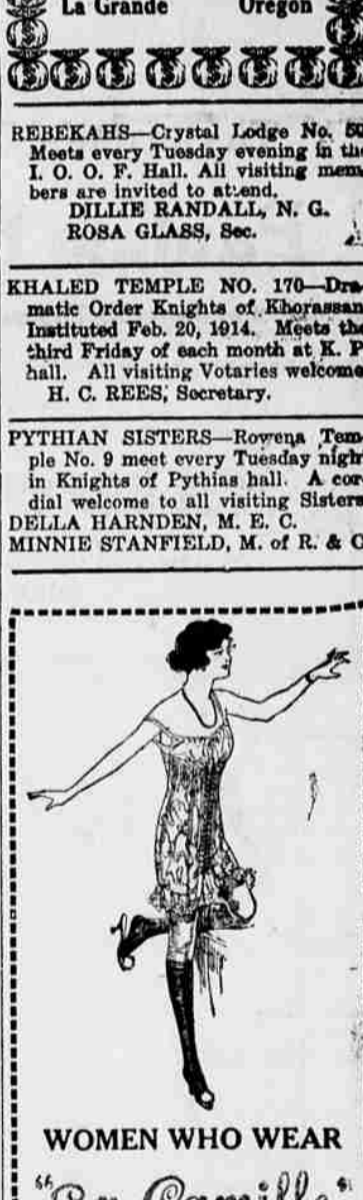 La Grande Oregon
REBEKAHS—Crystal Lodge No.
Meets every Tuesday evening in the
I. O. O. F. Hall. All visiting mem
bers are invited to attend.
DILLIE RANDALL, N. G.
ROSA GLASS, Sec.
KHALED TEMPLE NO. 170—Dra-
matic Order Knights of Khorassan
Instituted Feb. 20, 1914. Meets the
third Friday of each month at K. P
hall. All visiting Votaries welcome
H. C. REES, Secretary.
PYTHIAN SISTERS—Rowena Tem-
ple No. 9 meet every Tuesday night
in Knights of Pythias hall. A cor-
dial welcome to all visiting Sisters
DELLA HARNDEN, M. E. C.
MINNIE STANFIELD, M. of R. & C
WOMEN WHO WEAR